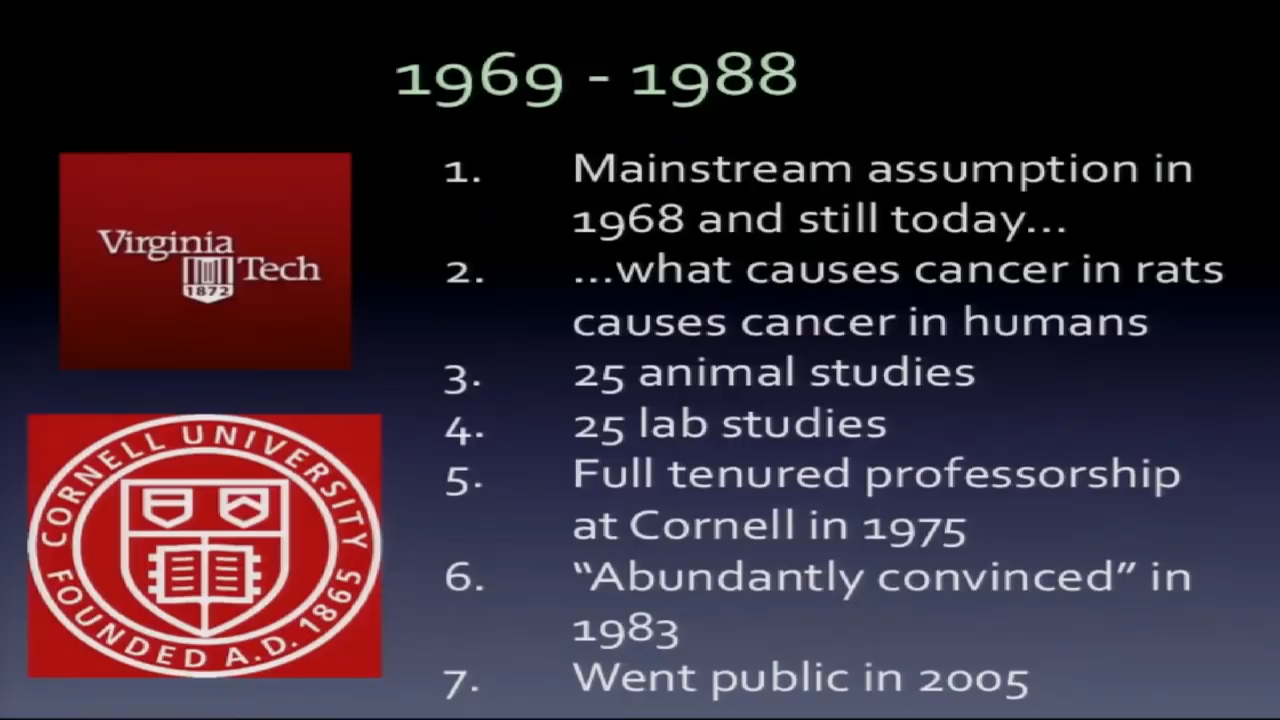 1969 - 1988
Virginia
Tech
1872
CORNELL UNIVERSITY
FOUNDED A.D. 1865
1. Mainstream assumption in
1968 and still today...
2. ...what causes cancer in rats
causes cancer in humans
3. 25 animal studies
4. 25 lab studies
5. Full tenured professorship
at Cornell in 1975
6. “Abundantly convinced” in
1983
7. Went public in 2005